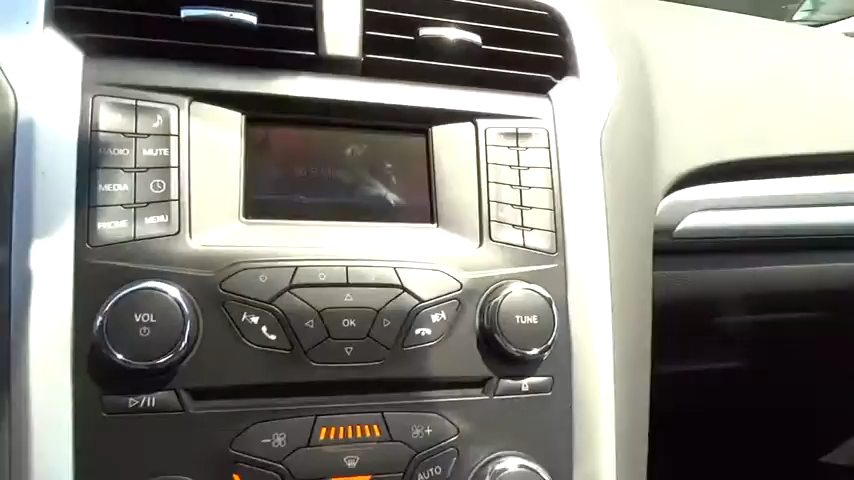 RADIO
MUTE
MEDIA
PHONE
MENU
VOL
OK
TUNE
AUTO